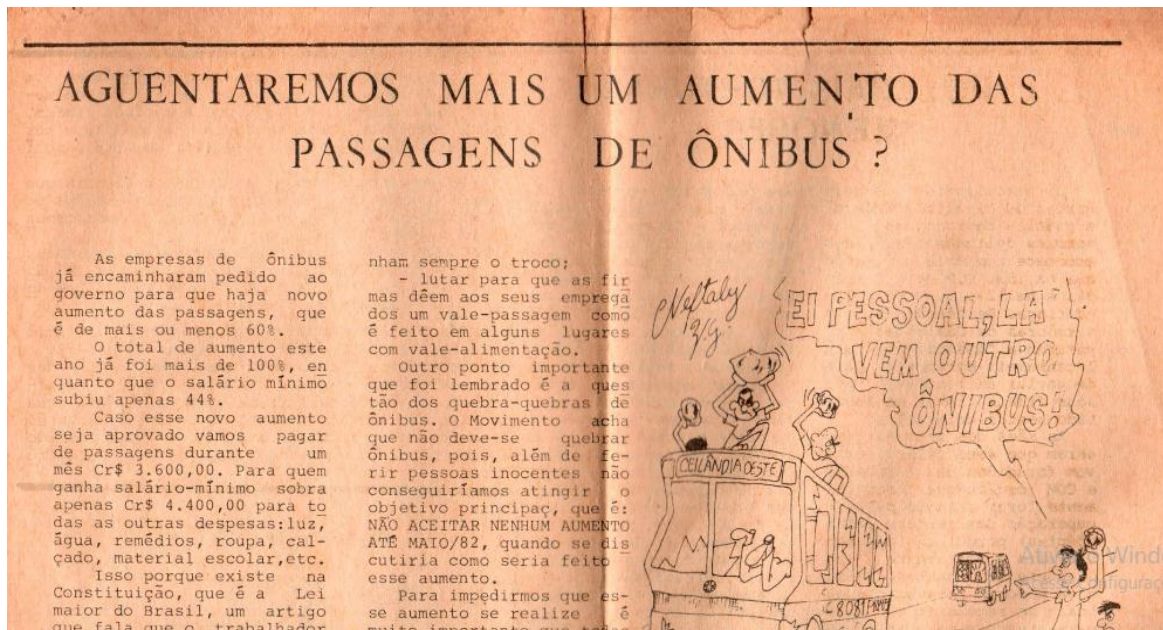 AGUENTAREMOS MAIS UM AUMENTO DAS
PASSAGENS DE ÔNIBUS ?
As empresas de ônibus
já encaminharam pedido ao
governo para que haja novo
aumento das passagens, que
é de mais ou menos 60%.
O total de aumento este
ano já foi mais de 100%, en
quanto que o salário mínimo
subiu apenas 44%.
Caso esse novo aumento
seja aprovado vamos pagar
de passagens durante um
mês Cr$ 3.600,00. Para quem
ganha salário-mínimo sobra
apenas Cr$ 4.400,00 para to
das as outras despesas:luz,
água, remédios, roupa, cal-
çado, material escolar,etc.
Isso porque existe na
Constituição, que é a Lei
maior do Brasil, um artigo
que fala que o trabalhador
nham sempre o troco;
- lutar para que as fir
mas dêem aos seus empregã
dos um vale-passagem como
é feito em alguns lugares
com vale-alimentação.
Outro ponto importante
que foi lembrado é a ques
tão dos quebra-quebras de
ônibus. O Movimento acha
que não deve-se quebrar
ônibus, pois, além de fe-
rir pessoas inocentes não
conseguiríamos atingir o
objetivo principaç, que é:
NÃO ACEITAR NENHUM AUMENTO
ATÉ MAIO/82, quando se dis
cutiria como seria feito
esse aumento.
Para impedirmos que es-
se aumento se realize é
muito importante que
Neftaly
EI PESSOAL, LA
VEM OUTRO
ÔNIBUS!
CEILÂNDIA OESTE